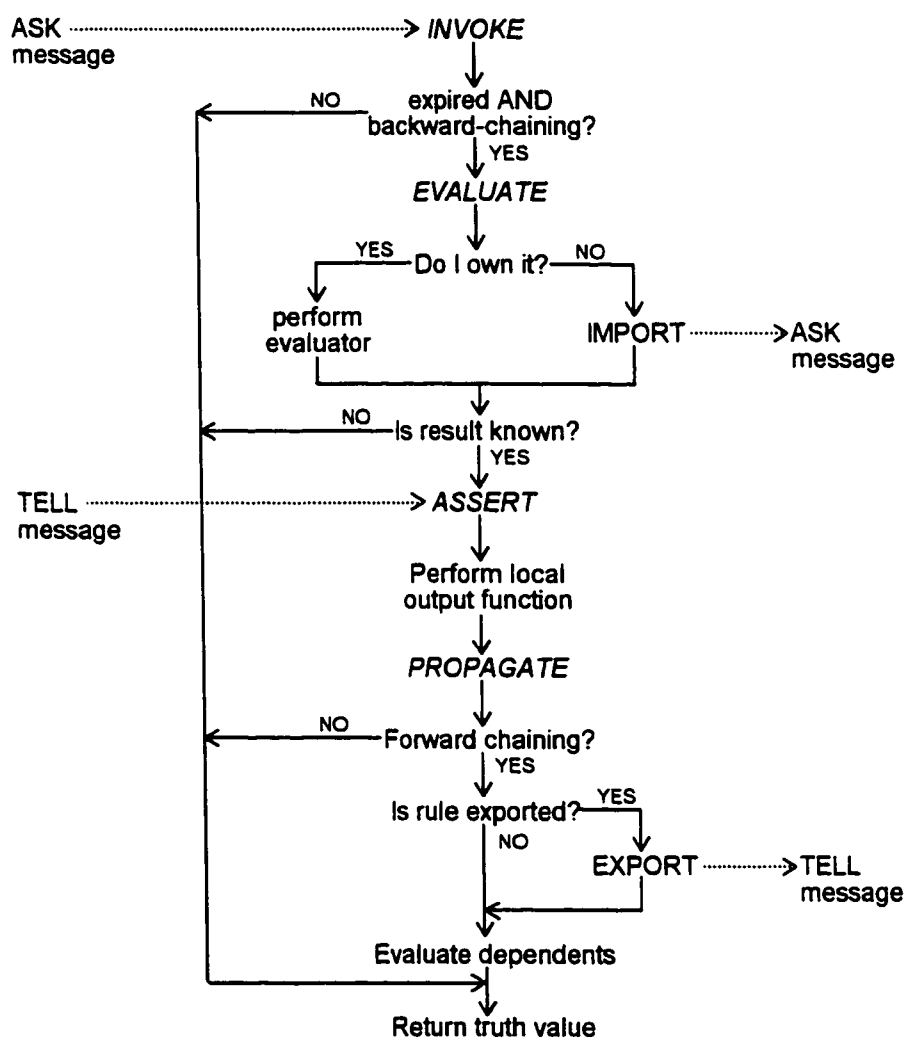 ASK
message
INVOKE
NO
expired AND
backward-chaining?
YES
EVALUATE
YES
Do I own it?
NO
perform
evaluator
IMPORT
ASK
message
NO
Is result known?
YES
TELL
message
ASSERT
Perform local
output function
PROPAGATE
NO
Forward chaining?
YES
Is rule exported?
YES
NO
EXPORT
TELL
message
Evaluate dependents
Return truth value